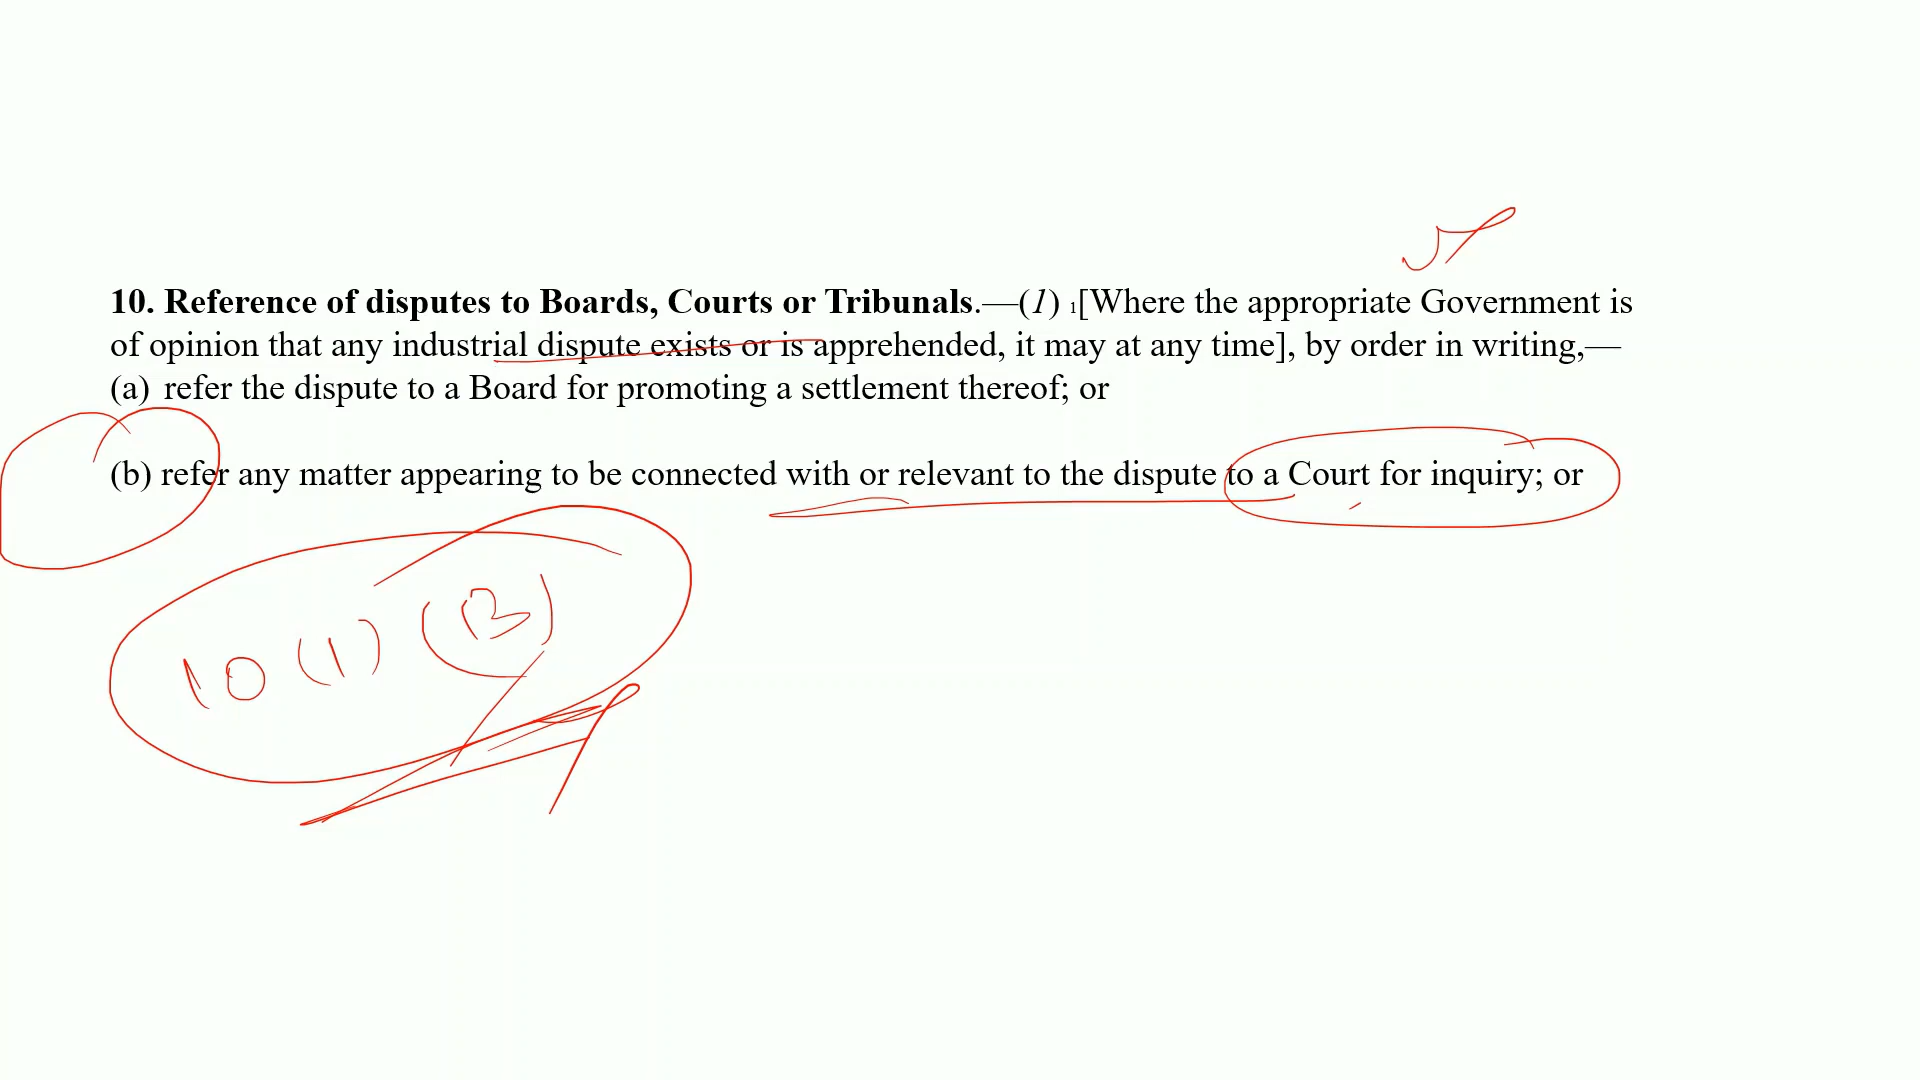 10. Reference of disputes to Boards, Courts or Tribunals.—(1) 1[Where the appropriate Government is
of opinion that any industrial dispute exists or is apprehended, it may at any time], by order in writing,—
(a) refer the dispute to a Board for promoting a settlement thereof; or
(b) refer any matter appearing to be connected with or relevant to the dispute to a Court for inquiry; or
10 (1) (B)